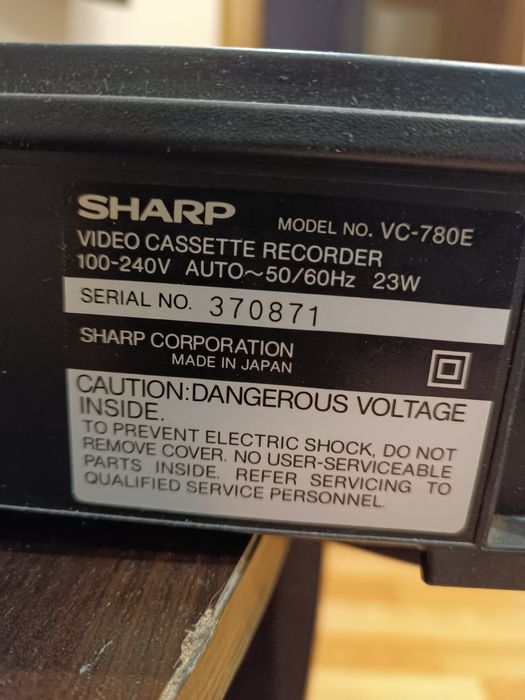 SHARP MODEL NO. VC-780E
VIDEO CASSETTE RECORDER
100-240V AUTO～50/60Hz 23W
SERIAL NO. 370871
SHARP CORPORATION
MADE IN JAPAN
CAUTION:DANGEROUS VOLTAGE
INSIDE.
TO PREVENT ELECTRIC SHOCK, DO NOT
REMOVE COVER. NO USER-SERVICEABLE
PARTS INSIDE. REFER SERVICING TO
QUALIFIED SERVICE PERSONNEL.